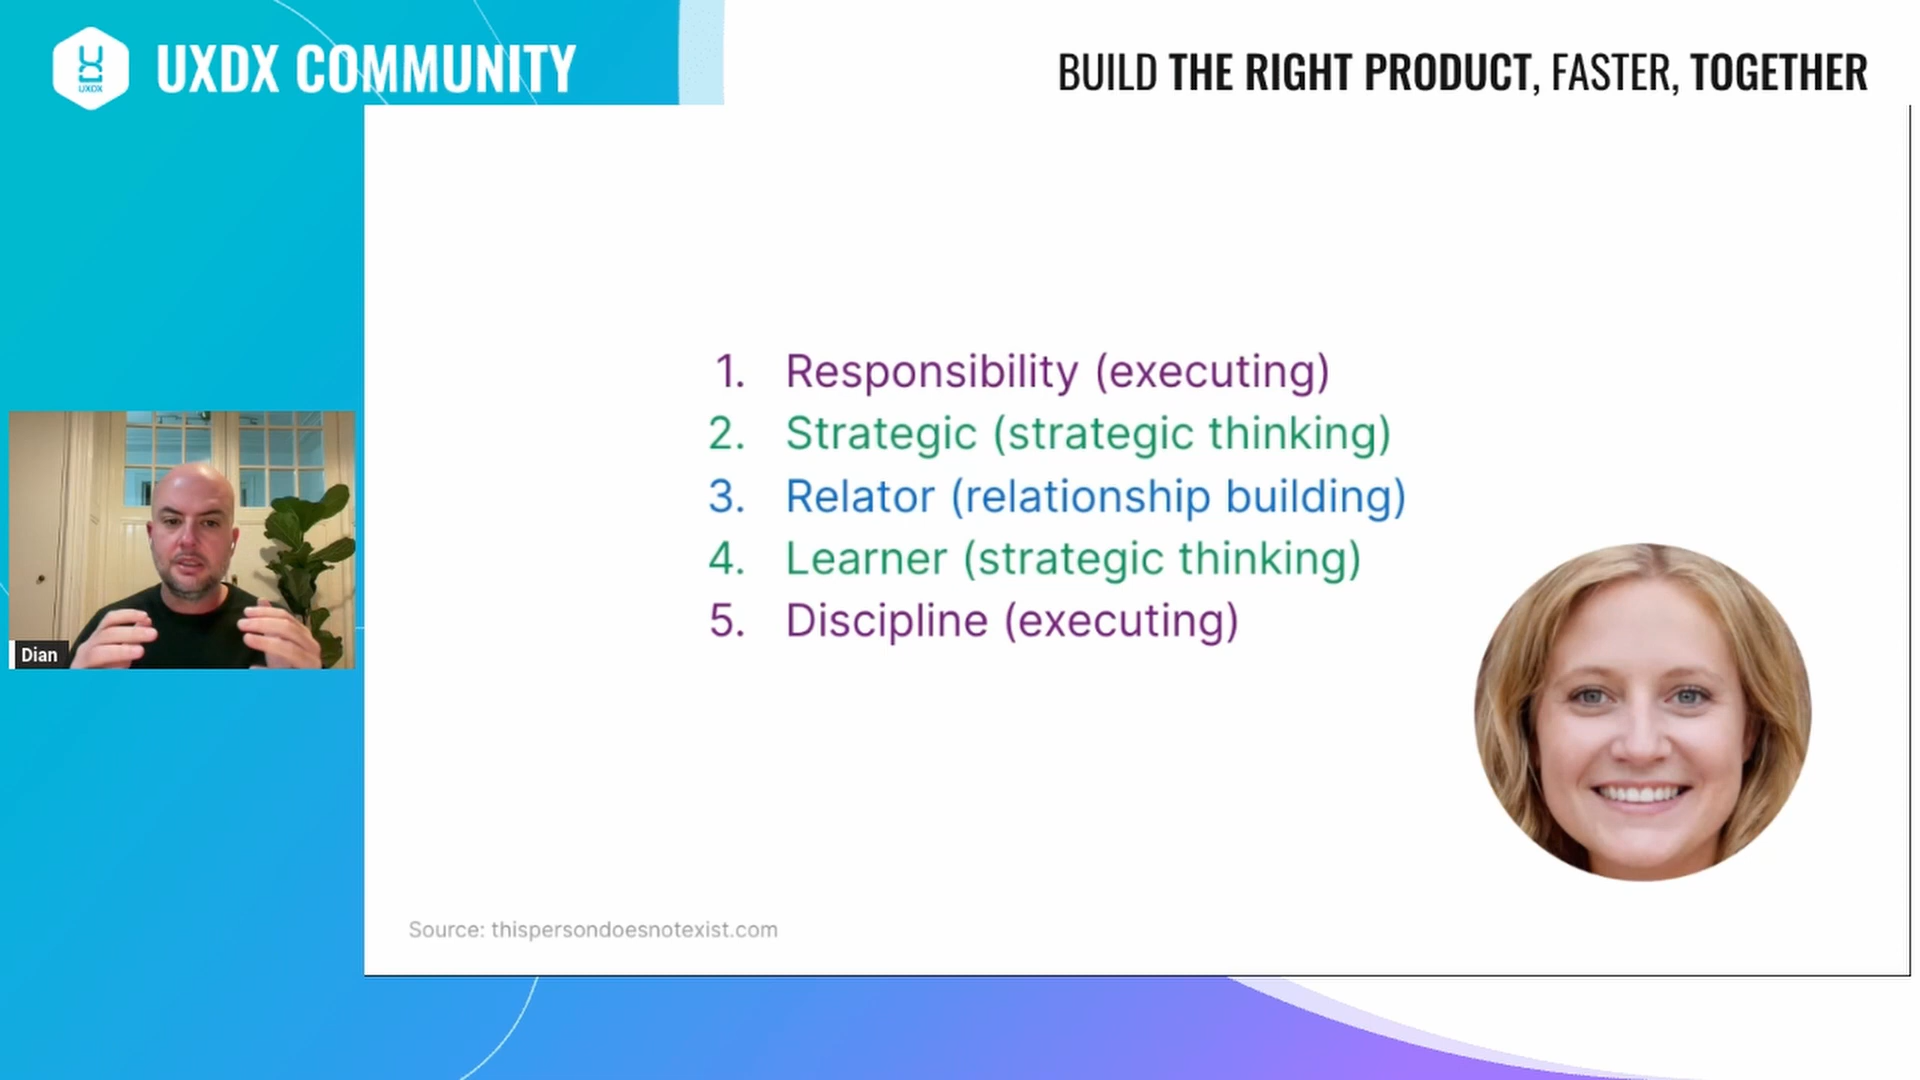 UXDX
UXDX COMMUNITY
BUILD THE RIGHT PRODUCT, FASTER, TOGETHER
1. Responsibility (executing)
2. Strategic (strategic thinking)
3. Relator (relationship building)
4. Learner (strategic thinking)
5. Discipline (executing)
Dian
Source: thispersondoesnotexist.com